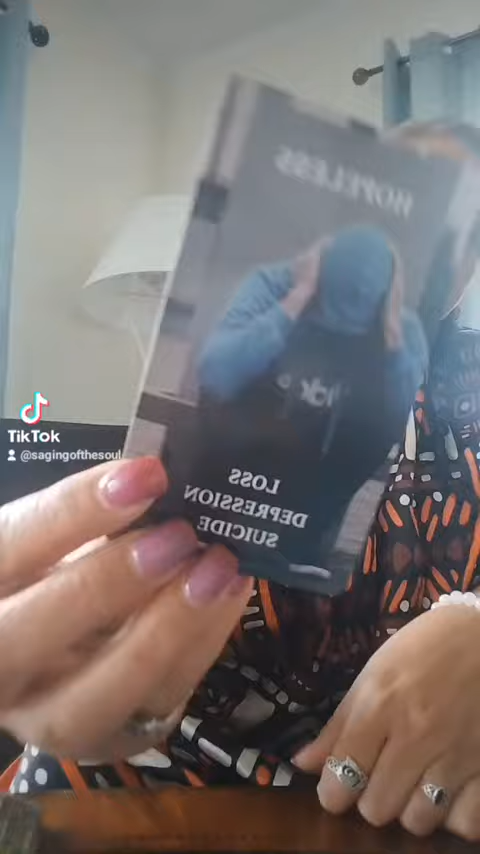 HOPELESS
LOSS
DEPRESSION
SUICIDE
TikTok
@sagingofthesoul